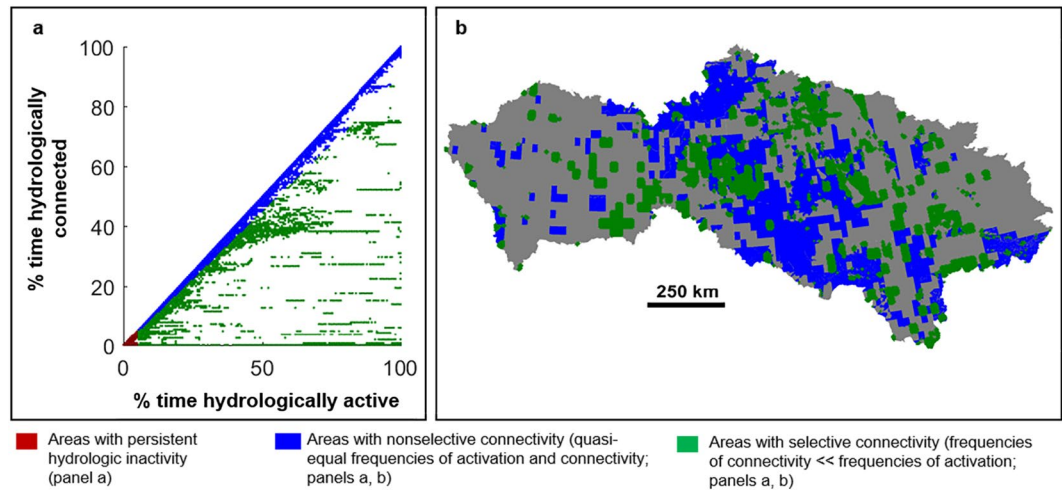 a
100
80
60
40
20
0
% time hydrologically
connected
0
50
100
% time hydrologically active
b
250 km
Areas with persistent
hydrologic inactivity
(panel a)
Areas with nonselective connectivity (quasi-
equal frequencies of activation and connectivity;
panels a, b)
Areas with selective connectivity (frequencies
of connectivity << frequencies of activation;
panels a, b)